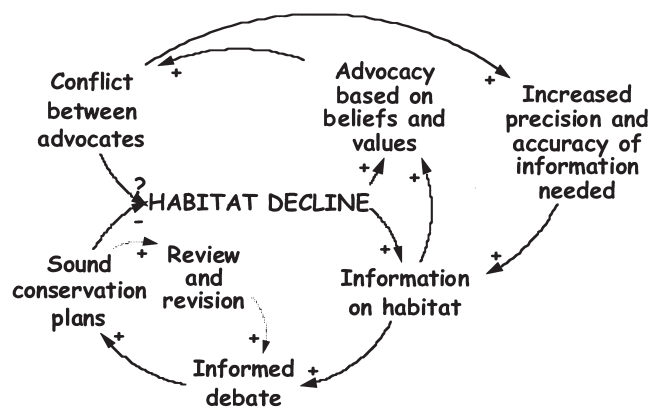 Conflict
between
advocates
+
Advocacy
based on
beliefs and
values
+
Increased
precision and
accuracy of
information
needed
?
HABITAT DECLINE
+
+
-
+
+
+
Sound
conservation
plans
Review
and
revision
Information
on habitat
+
+
+
Informed
debate